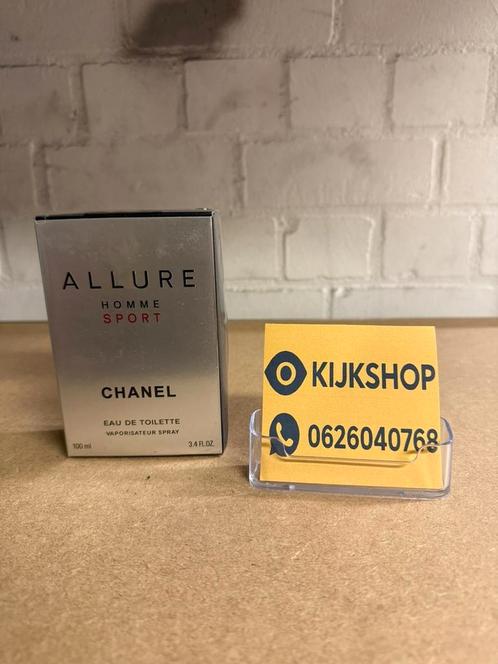 ALLURE
HOMME
SPORT
CHANEL
EAU DE TOILETTE
VAPORISATEUR SPRAY
100 ml 3.4 FL.OZ.
KIJKSHOP
0626040768